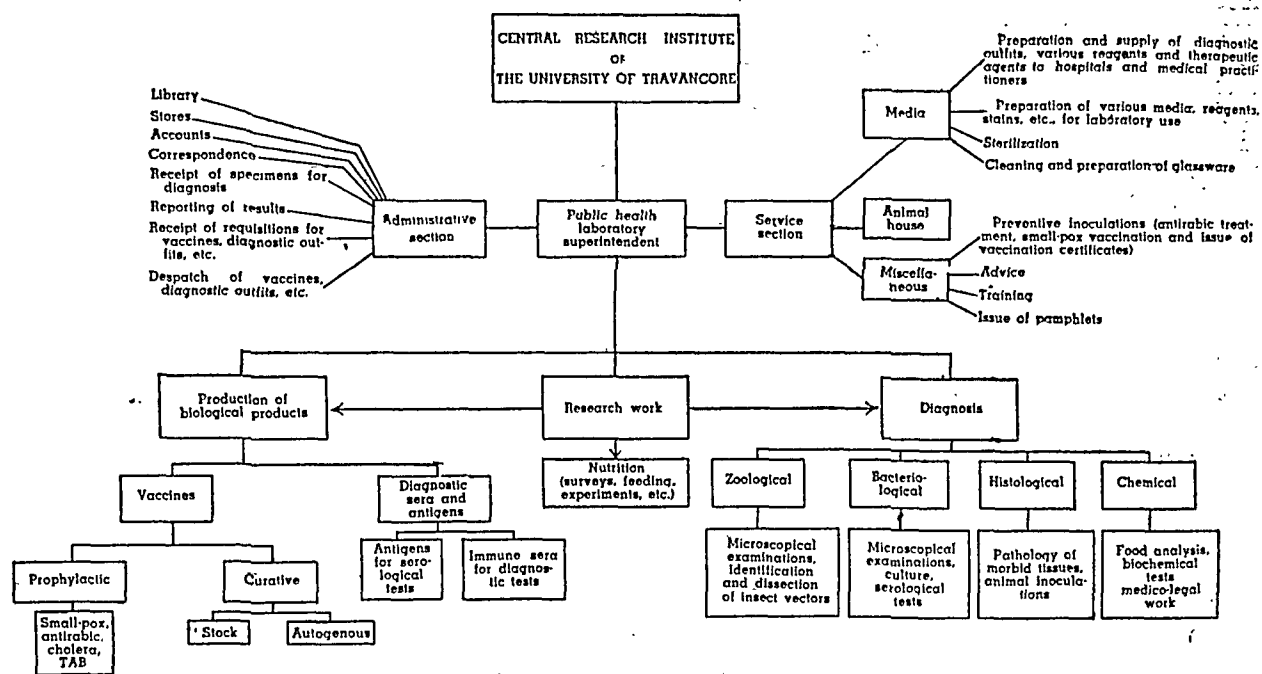 CENTRAL RESEARCH INSTITUTE
OF
THE UNIVERSITY OF TRAVANCORE
Library
Stores
Accounts
Correspondence
Receipt of specimens for
diagnosis
Reporting of results
Receipt of requisitions for
vaccines, diagnostic out-
fits, etc.
Despatch of vaccines,
diagnostic outfits, etc.
Administrative
section
Public health
laboratory
superintendent
Service
section
Media
Preparation and supply of diagnostic
outfits, various reagents and therapeutic
agents to hospitals and medical practi-
tioners
Preparation of various media, reagents,
stains, etc., for laboratory use
Sterilization
Cleaning and preparation of glassware
Animal
house
Miscella-
neous
Preventive inoculations (antirabic treat-
ment, small-pox vaccination and issue of
vaccination certificates)
Advice
Training
Issue of pamphlets
Production of
biological products
Research work
Diagnosis
Vaccines
Diagnostic
sera and
antigens
Nutrition
(surveys, feeding,
experiments, etc.)
Zoological
Bacterio-
logical
Histological
Chemical
Prophylactic
Curative
Antigens
for sero-
logical
tests
Immune sera
for diagnos-
tic tests
Microscopical
examinations,
identification
and dissection
of insect vectors
Microscopical
examinations,
culture,
serological
tests
Pathology of
morbid tissues,
animal inocula-
tions
Food analysis,
biochemical
tests
medico-legal
work
Small-pox,
antirabic,
cholera,
TAB
Stock
Autogenous